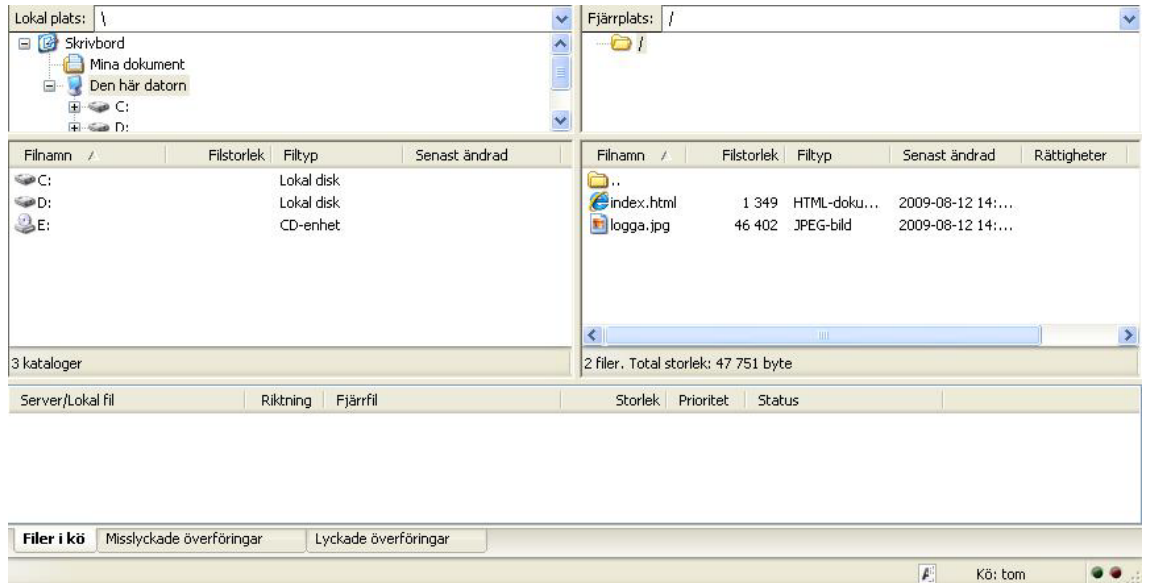 Lokal plats: \
Skrivbord
Mina dokument
Den här datorn
C:
D:
Filnamn Filstorlek Filtyp Senast ändrad
C: Lokal disk
D: Lokal disk
E: CD-enhet
3 kataloger
Fjärrplats: /
/
Filnamn Filstorlek Filtyp Senast ändrad Rättigheter
..
index.html 1 349 HTML-doku... 2009-08-12 14:...
logga.jpg 46 402 JPEG-bild 2009-08-12 14:...
2 filer. Total storlek: 47 751 byte
Server/Lokal fil Riktning Fjärrfil Storlek Prioritet Status
Filer i kö Misslyckade överföringar Lyckade överföringar
Kö: tom